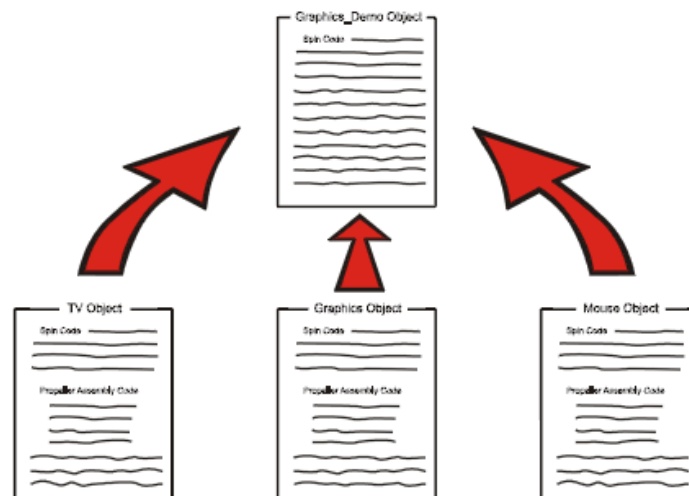 Graphics_Demo Object
Spin Code
TV Object
Graphics Object
Mouse Object
Spin Code
Spin Code
Spin Code
Propeller Assembly Code
Propeller Assembly Code
Propeller Assembly Code